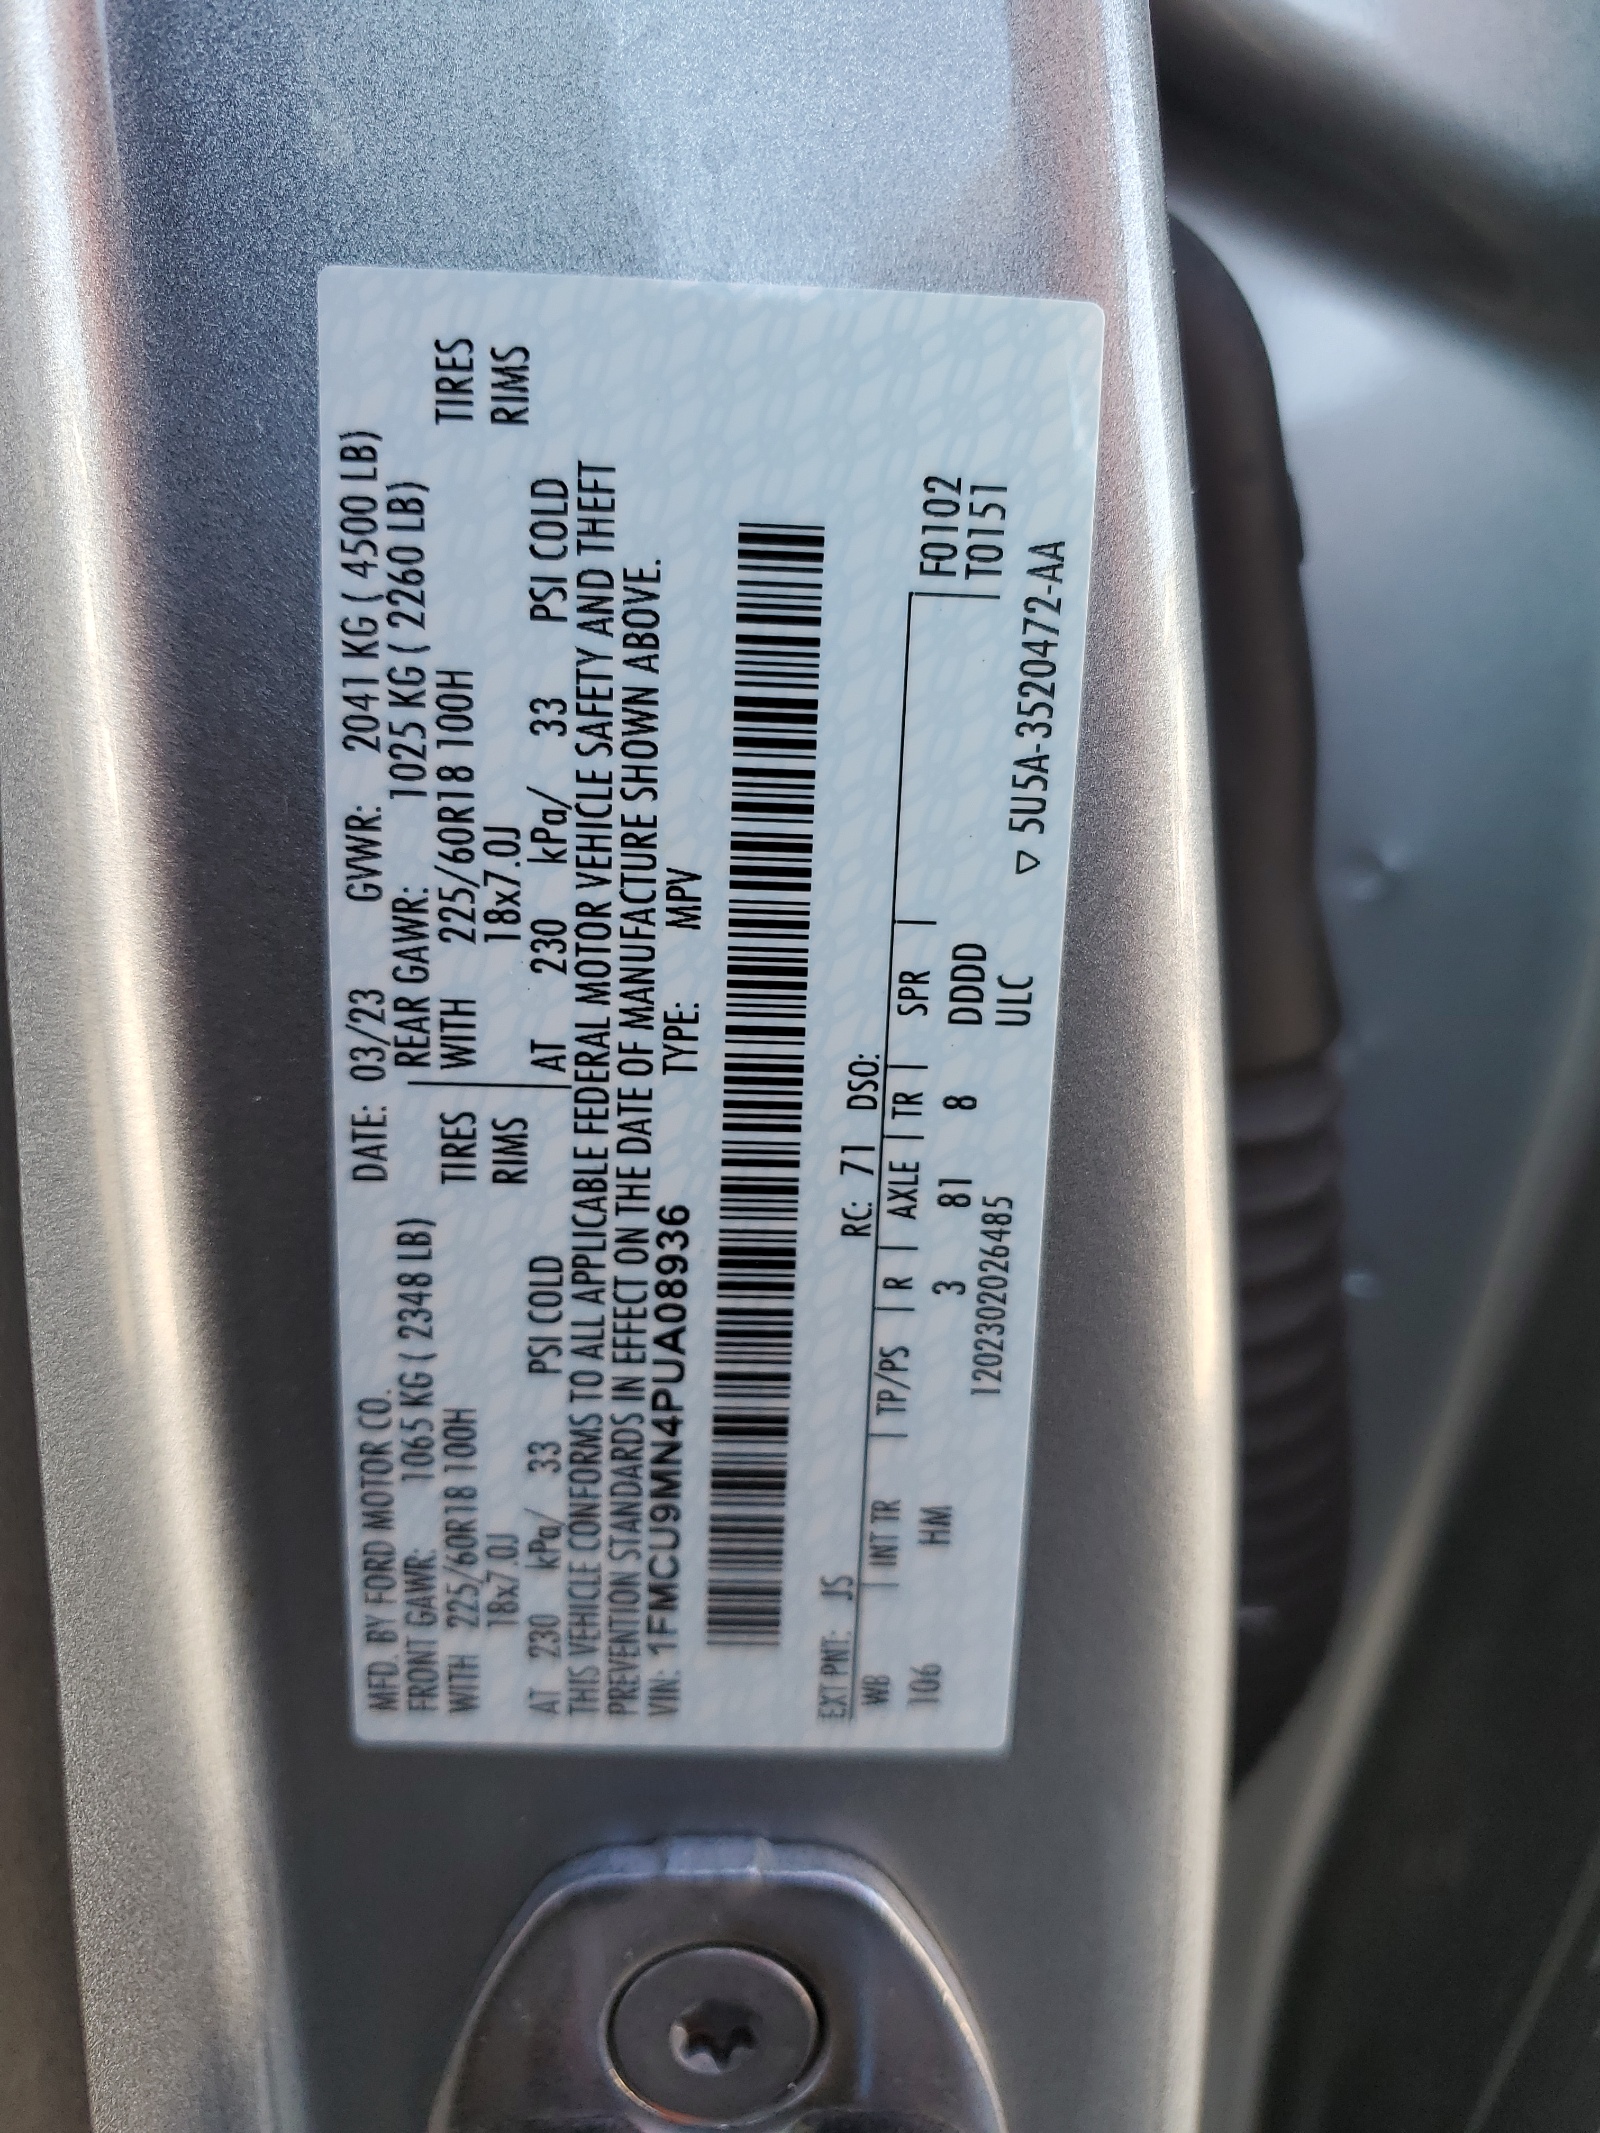 MFD. BY FORD MOTOR CO. DATE: 03/23 GVWR: 2041 KG ( 4500 LB)
FRONT GAWR: 1065 KG ( 2348 LB) REAR GAWR: 1025 KG ( 2260 LB)
WITH 225/60R18 100H TIRES WITH 225/60R18 100H TIRES
18x7.0J RIMS 18x7.0J RIMS
AT 230 kPa/ 33 PSI COLD AT 230 kPa/ 33 PSI COLD
THIS VEHICLE CONFORMS TO ALL APPLICABLE FEDERAL MOTOR VEHICLE SAFETY AND THEFT
PREVENTION STANDARDS IN EFFECT ON THE DATE OF MANUFACTURE SHOWN ABOVE.
VIN: 1FMCU9MN4PUA08936 TYPE: MPV
EXT PNT: JS RC: 71 DSO:
WB INT TR TP/PS R AXLE TR SPR F0102
106 HM 3 81 8 DDDD T0151
120230206485 ULC
▽ 5U5A-3520472-AA